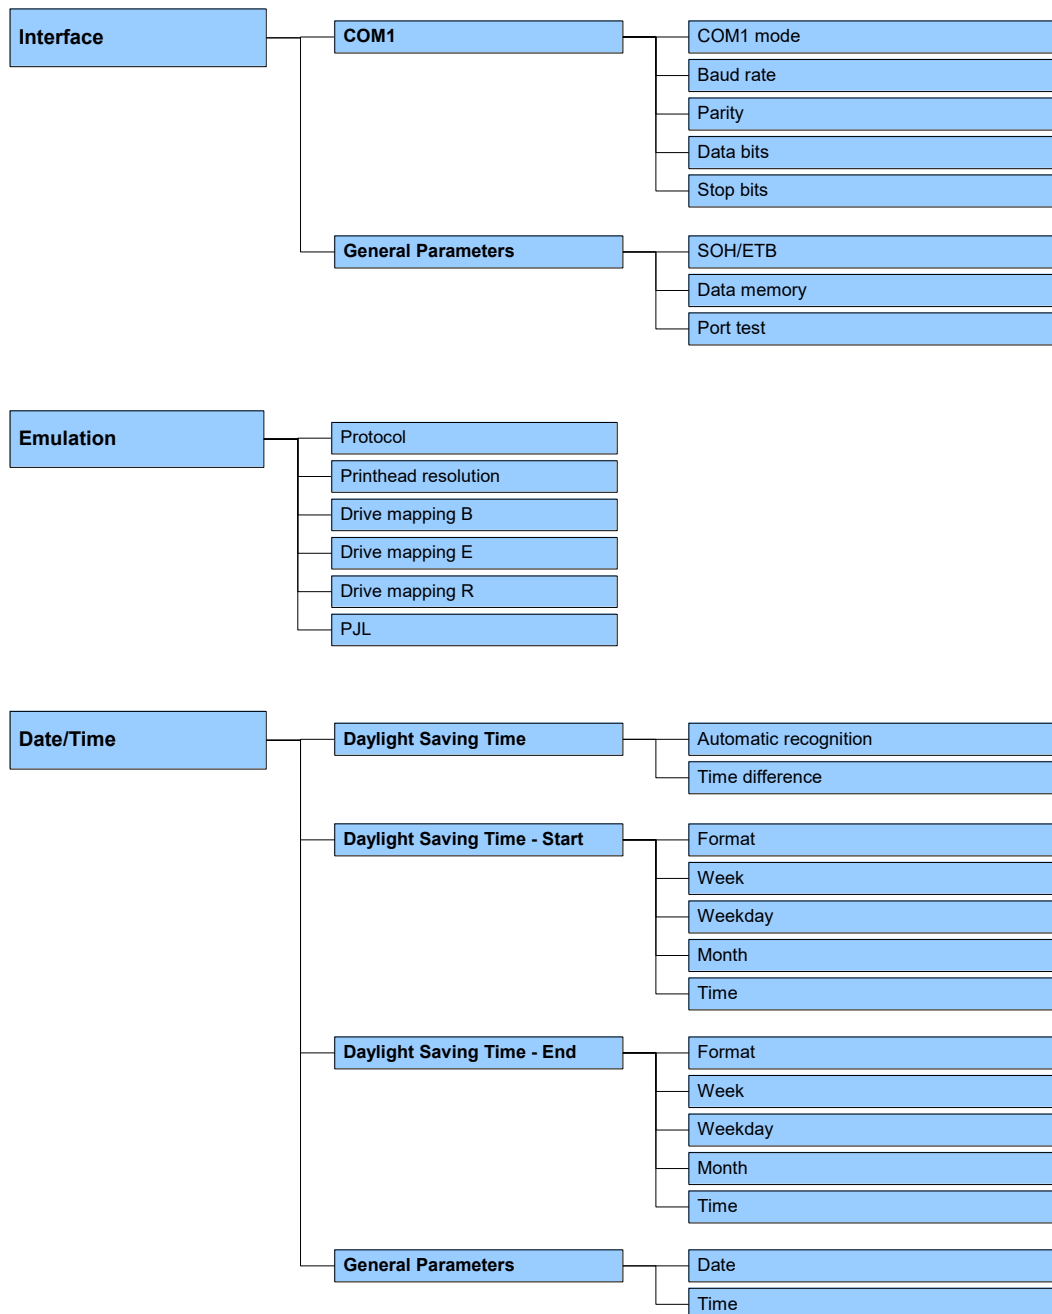 Interface
COM1
COM1 mode
Baud rate
Parity
Data bits
Stop bits
General Parameters
SOH/ETB
Data memory
Port test
Emulation
Protocol
Printhead resolution
Drive mapping B
Drive mapping E
Drive mapping R
PJL
Date/Time
Daylight Saving Time
Automatic recognition
Time difference
Daylight Saving Time - Start
Format
Week
Weekday
Month
Time
Daylight Saving Time - End
Format
Week
Weekday
Month
Time
General Parameters
Date
Time